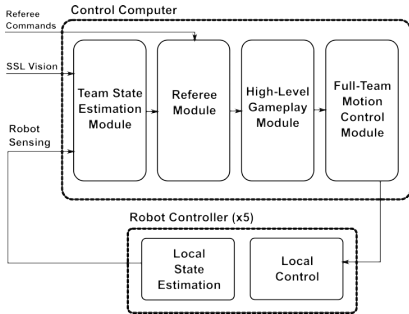 Referee
Commands
Control Computer
SSL Vision
Robot
Sensing
Team State
Estimation
Module
Referee
Module
High-Level
Gameplay
Module
Full-Team
Motion
Control
Module
Robot Controller (x5)
Local
State
Estimation
Local
Control